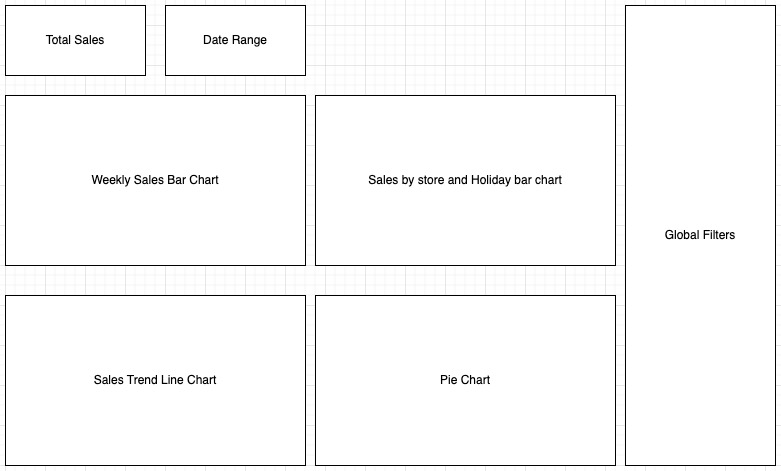 Total Sales
Date Range
Weekly Sales Bar Chart
Sales by store and Holiday bar chart
Global Filters
Sales Trend Line Chart
Pie Chart